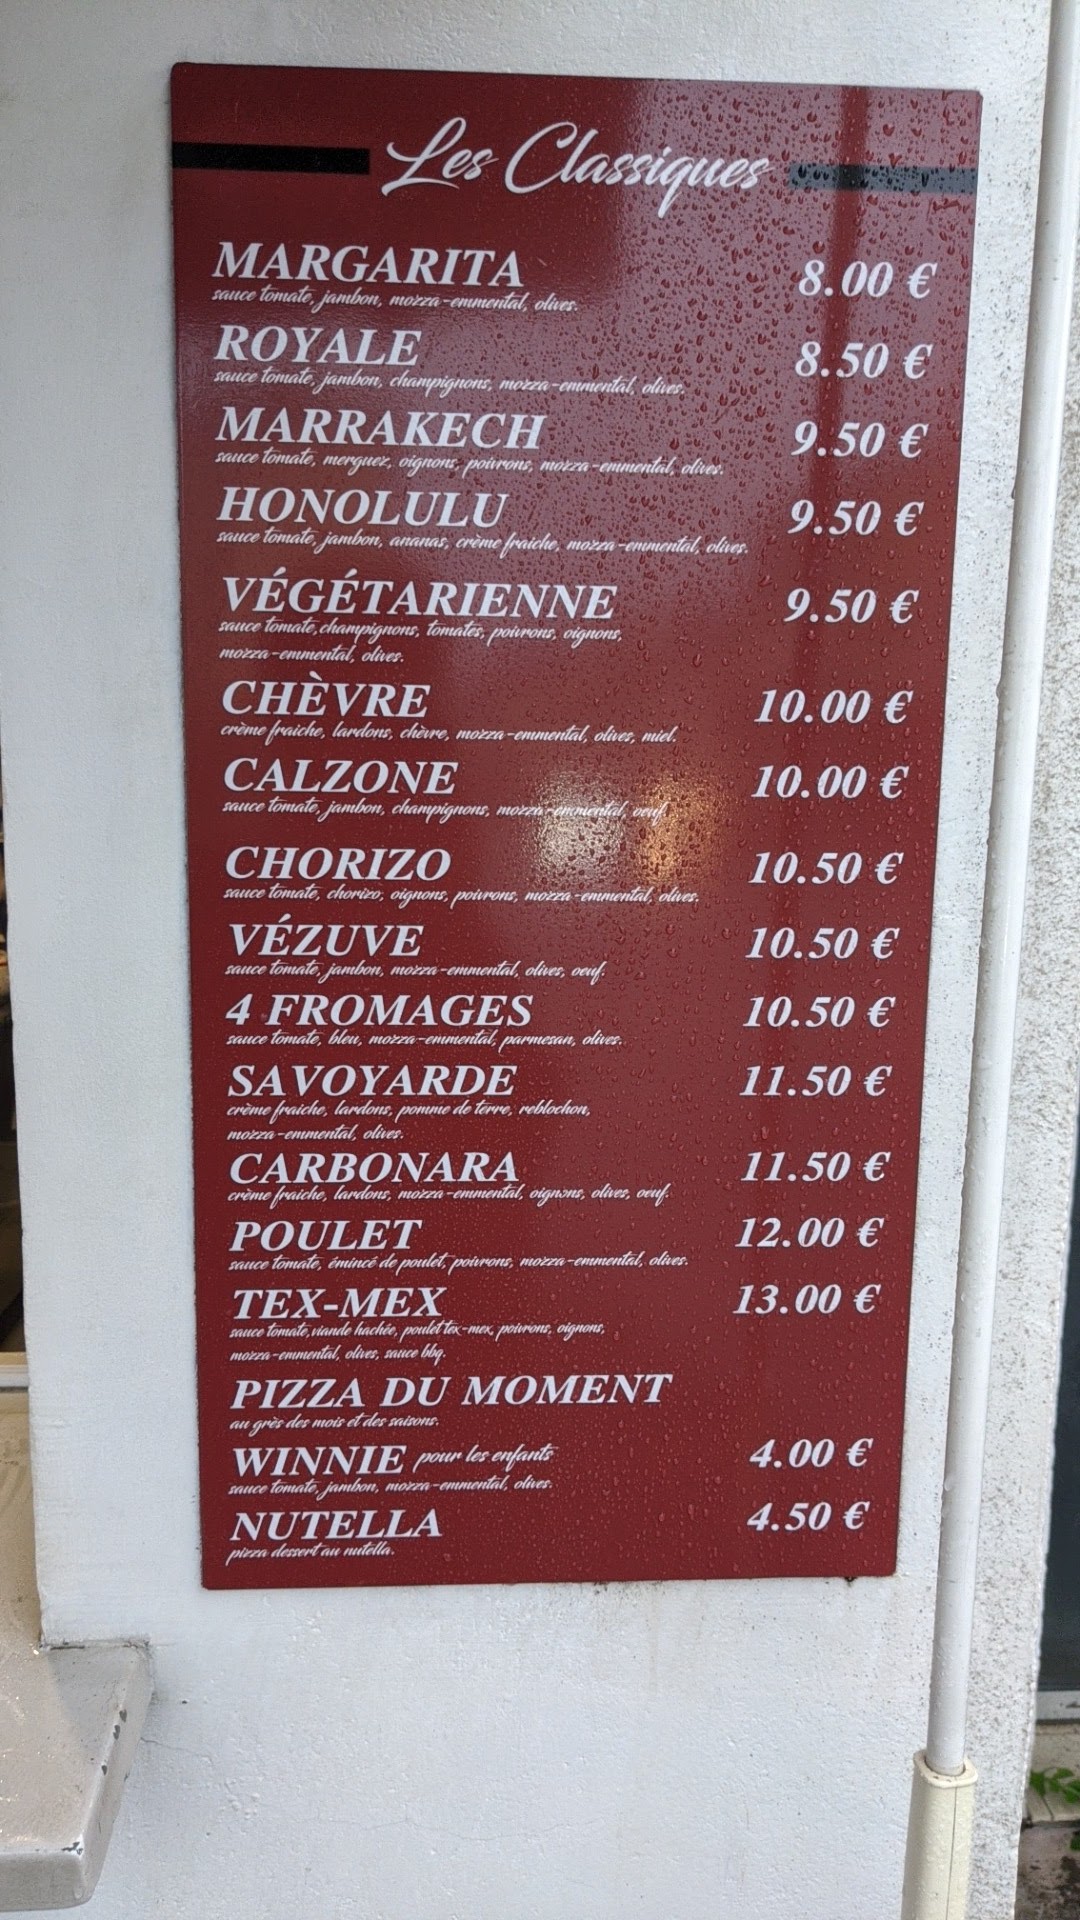 Les Classiques
MARGARITA 8.00 €
sauce tomate, jambon, mozza-emmental, olives.
ROYALE 8.50 €
sauce tomate, jambon, champignons, mozza-emmental, olives.
MARRAKECH 9.50 €
sauce tomate, merguez, oignons, poivrons, mozza-emmental, olives.
HONOLULU 9.50 €
sauce tomate, jambon, ananas, crème fraiche, mozza-emmental, olives.
VÉGÉTARIENNE 9.50 €
sauce tomate,champignons, tomates, poivrons, oignons,
mozza-emmental, olives.
CHÈVRE 10.00 €
crème fraiche, lardons, chèvre, mozza-emmental, olives, miel.
CALZONE 10.00 €
sauce tomate, jambon, champignons, mozza-emmental, oeuf.
CHORIZO 10.50 €
sauce tomate, chorizo, oignons, poivrons, mozza-emmental, olives.
VÉZUVE 10.50 €
sauce tomate, jambon, mozza-emmental, olives, oeuf.
4 FROMAGES 10.50 €
sauce tomate, bleu, mozza-emmental, parmesan, olives.
SAVOYARDE 11.50 €
crème fraiche, lardons, pomme de terre, reblochon,
mozza-emmental, olives.
CARBONARA 11.50 €
crème fraiche, lardons, mozza-emmental, oignons, olives, oeuf.
POULET 12.00 €
sauce tomate, émincé de poulet, poivrons, mozza-emmental, olives.
TEX-MEX 13.00 €
sauce tomate,viande hachée, poulet tex-mex, poivrons, oignons,
mozza-emmental, olives, sauce bbq.
PIZZA DU MOMENT
au grès des mois et des saisons.
WINNIE pour les enfants 4.00 €
sauce tomate, jambon, mozza-emmental, olives.
NUTELLA 4.50 €
pizza dessert au nutella.